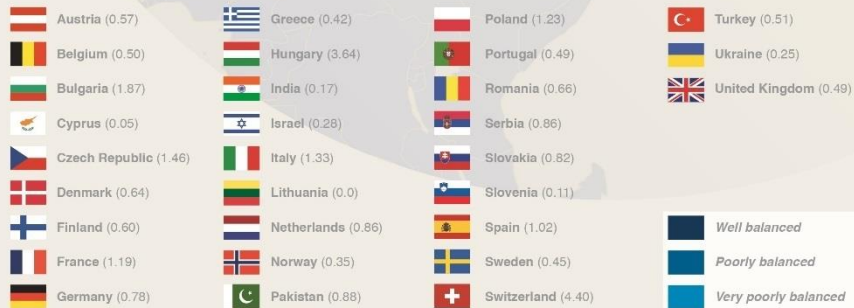 Austria (0.57)
Belgium (0.50)
Bulgaria (1.87)
Cyprus (0.05)
Czech Republic (1.46)
Denmark (0.64)
Finland (0.60)
France (1.19)
Germany (0.78)
Greece (0.42)
Hungary (3.64)
India (0.17)
Israel (0.28)
Italy (1.33)
Lithuania (0.0)
Netherlands (0.86)
Norway (0.35)
Pakistan (0.88)
Poland (1.23)
Portugal (0.49)
Romania (0.66)
Serbia (0.86)
Slovakia (0.82)
Slovenia (0.11)
Spain (1.02)
Sweden (0.45)
Switzerland (4.40)
Turkey (0.51)
Ukraine (0.25)
United Kingdom (0.49)
Well balanced
Poorly balanced
Very poorly balanced